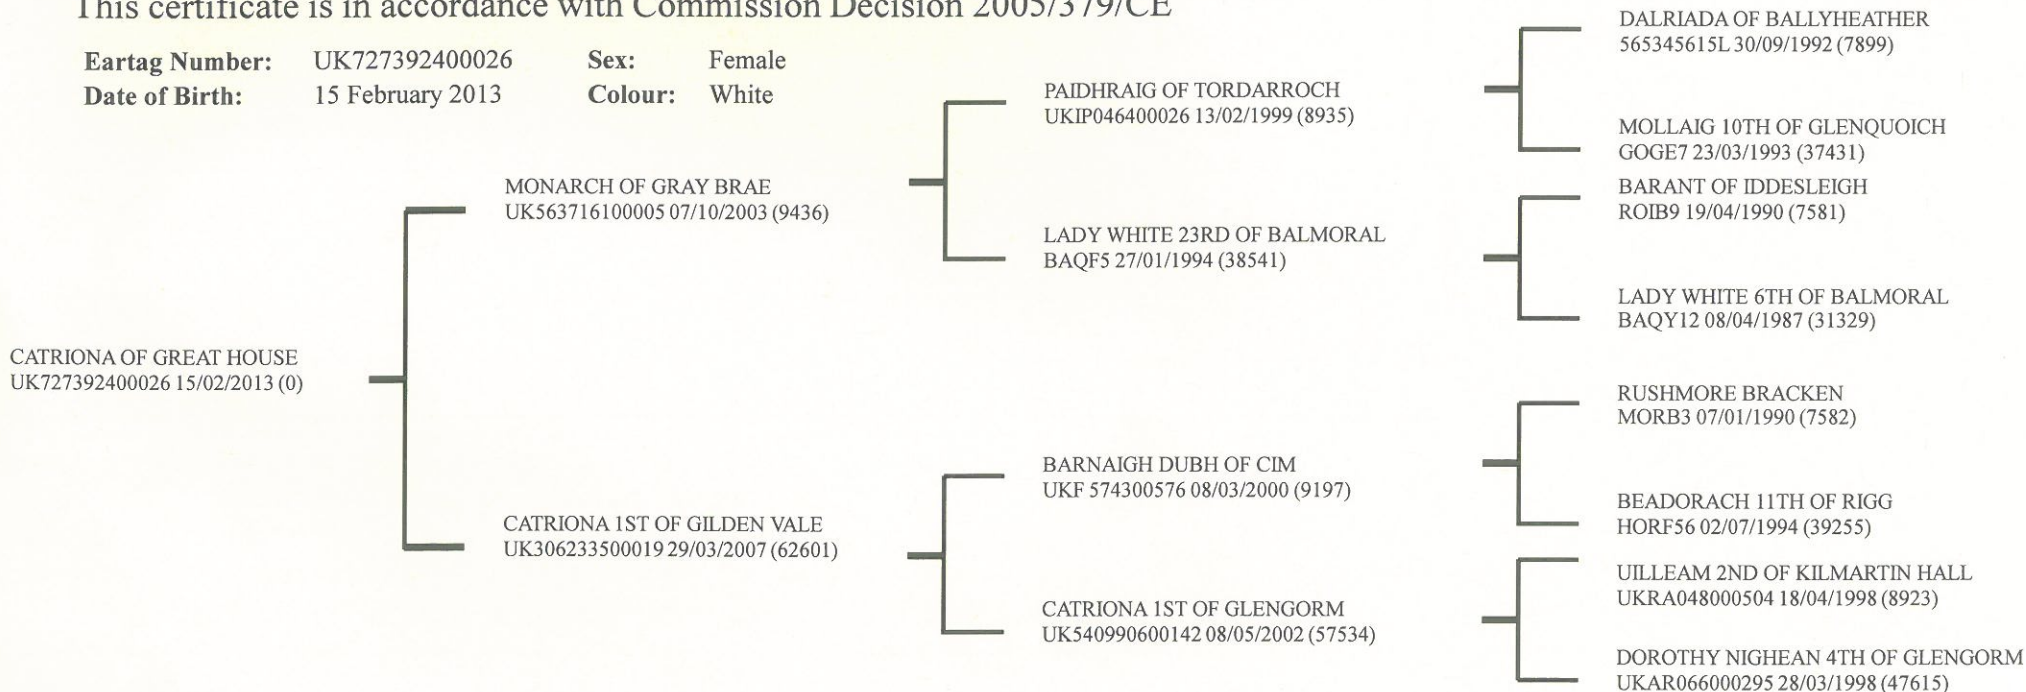 This certificate is in accordance with Commission Decision 2005/379/CE
Eartag Number: UK727392400026 Sex: Female
Date of Birth: 15 February 2013 Colour: White
CATRIONA OF GREAT HOUSE
UK727392400026 15/02/2013 (0)
MONARCH OF GRAY BRAE
UK563716100005 07/10/2003 (9436)
CATRIONA 1ST OF GILDEN VALE
UK306233500019 29/03/2007 (62601)
PAIDHRAIG OF TORDARROCH
UKIP046400026 13/02/1999 (8935)
LADY WHITE 23RD OF BALMORAL
BAQF5 27/01/1994 (38541)
BARNAIGH DUBH OF CIM
UKF 574300576 08/03/2000 (9197)
CATRIONA 1ST OF GLENGORM
UK540990600142 08/05/2002 (57534)
DALRIADA OF BALLYHEATHER
565345615L 30/09/1992 (7899)
MOLLAIG 10TH OF GLENQUOICH
GOGE7 23/03/1993 (37431)
BARANT OF IDDESLEIGH
ROIB9 19/04/1990 (7581)
LADY WHITE 6TH OF BALMORAL
BAQY12 08/04/1987 (31329)
RUSHMORE BRACKEN
MORB3 07/01/1990 (7582)
BEADORACH 11TH OF RIGG
HORF56 02/07/1994 (39255)
UILLEAM 2ND OF KILMARTIN HALL
UKRA048000504 18/04/1998 (8923)
DOROTHY NIGHEAN 4TH OF GLENGORM
UKAR066000295 28/03/1998 (47615)